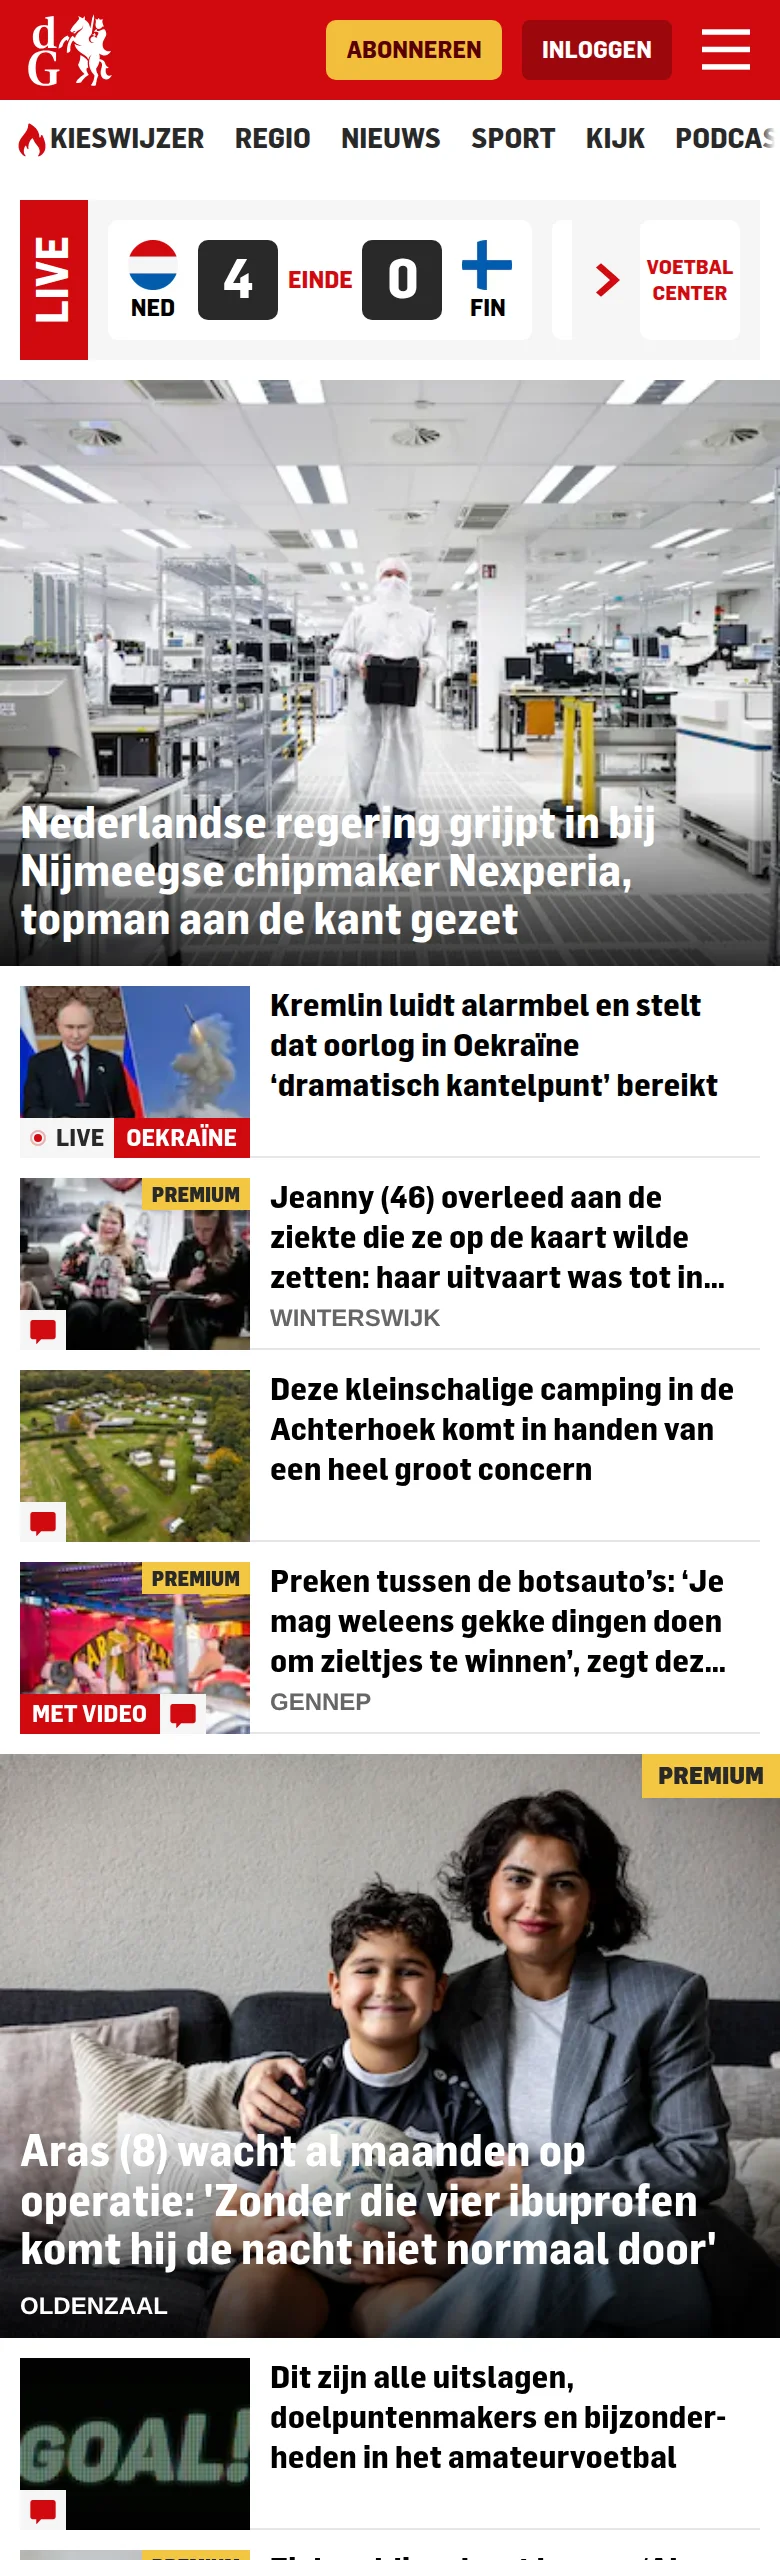 dG
ABONNEREN
INLOGGEN
KIESWIJZER REGIO NIEUWS SPORT KIJK PODCAS
LIVE
NED
4
EINDE
0
FIN
VOETBAL
CENTER
Nederlandse regering grijpt in bij
Nijmeegse chipmaker Nexperia,
topman aan de kant gezet
LIVE
OEKRAÏNE
Kremlin luidt alarmbel en stelt
dat oorlog in Oekraïne
‘dramatisch kantelpunt’ bereikt
PREMIUM
Jeanny (46) overleed aan de
ziekte die ze op de kaart wilde
zetten: haar uitvaart was tot in...
WINTERSWIJK
Deze kleinschalige camping in de
Achterhoek komt in handen van
een heel groot concern
PREMIUM
MET VIDEO
Preken tussen de botsauto’s: ‘Je
mag weleens gekke dingen doen
om zieltjes te winnen’, zegt dez...
GENNEP
PREMIUM
Aras (8) wacht al maanden op
operatie: 'Zonder die vier ibuprofen
komt hij de nacht niet normaal door'
OLDENZAAL
GOAL!
Dit zijn alle uitslagen,
doelpuntenmakers en bijzonder-
heden in het amateurvoetbal